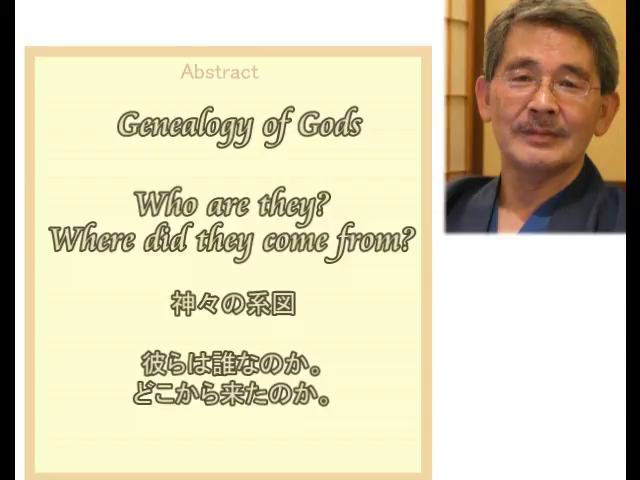 Abstract
Genealogy of Gods
Who are they?
Where did they come from?
神々の系図
彼らは誰なのか。
どこから来たのか。